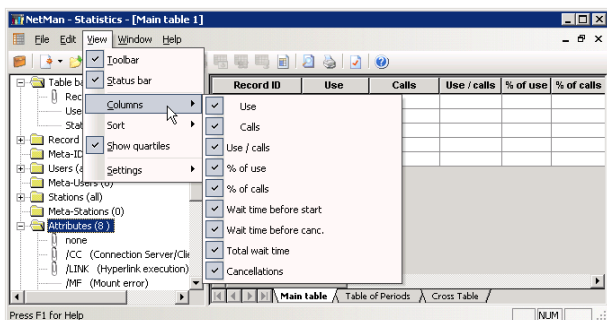 NetMan - Statistics - [Main table 1]
File Edit View Window Help
Toolbar
Status bar
Columns
Sort
Show quartiles
Settings
Record ID Use Calls Use / calls % of use % of calls
Use
Calls
Use / calls
% of use
% of calls
Wait time before start
Wait time before canc.
Total wait time
Cancellations
Table
Rec
Use
Stat
Record
Meta-ID
Users (a
Meta-Users (0)
Stations (all)
Meta-Stations (0)
Attributes (8 )
none
/CC (Connection Server/Clie
/LINK (Hyperlink execution)
/MF (Mount error)
Main table Table of Periods Cross Table
Press F1 for Help NUM